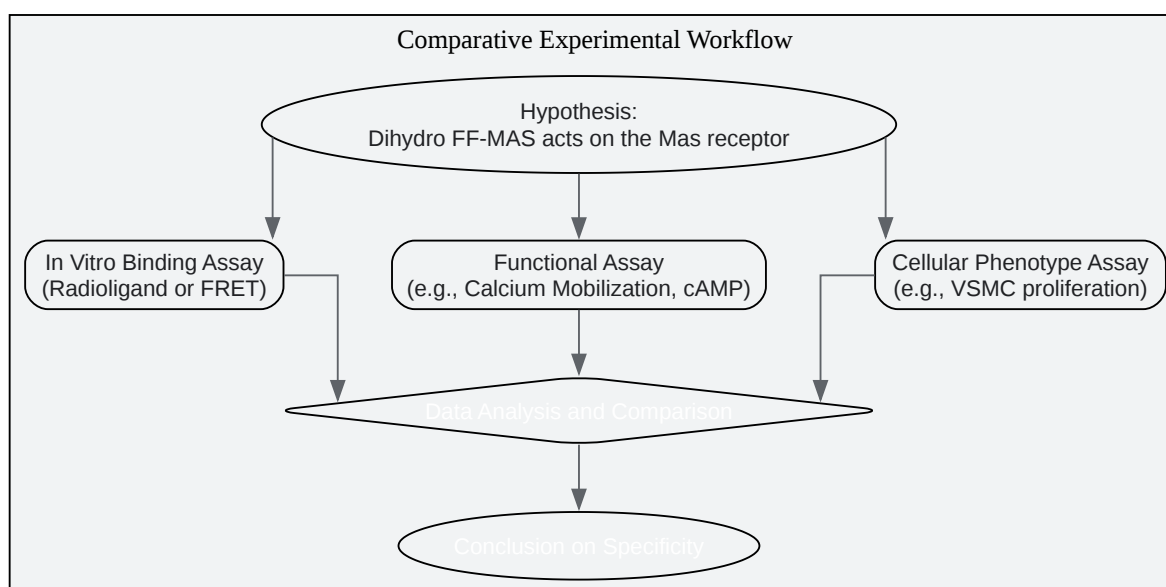 Comparative Experimental Workflow
Hypothesis:
Dihydro FF-MAS acts on the Mas receptor
In Vitro Binding Assay
(Radioligand or FRET)
Functional Assay
(e.g., Calcium Mobilization, cAMP)
Cellular Phenotype Assay
(e.g., VSMC proliferation)
Data Analysis and Comparison
Conclusion on Specificity